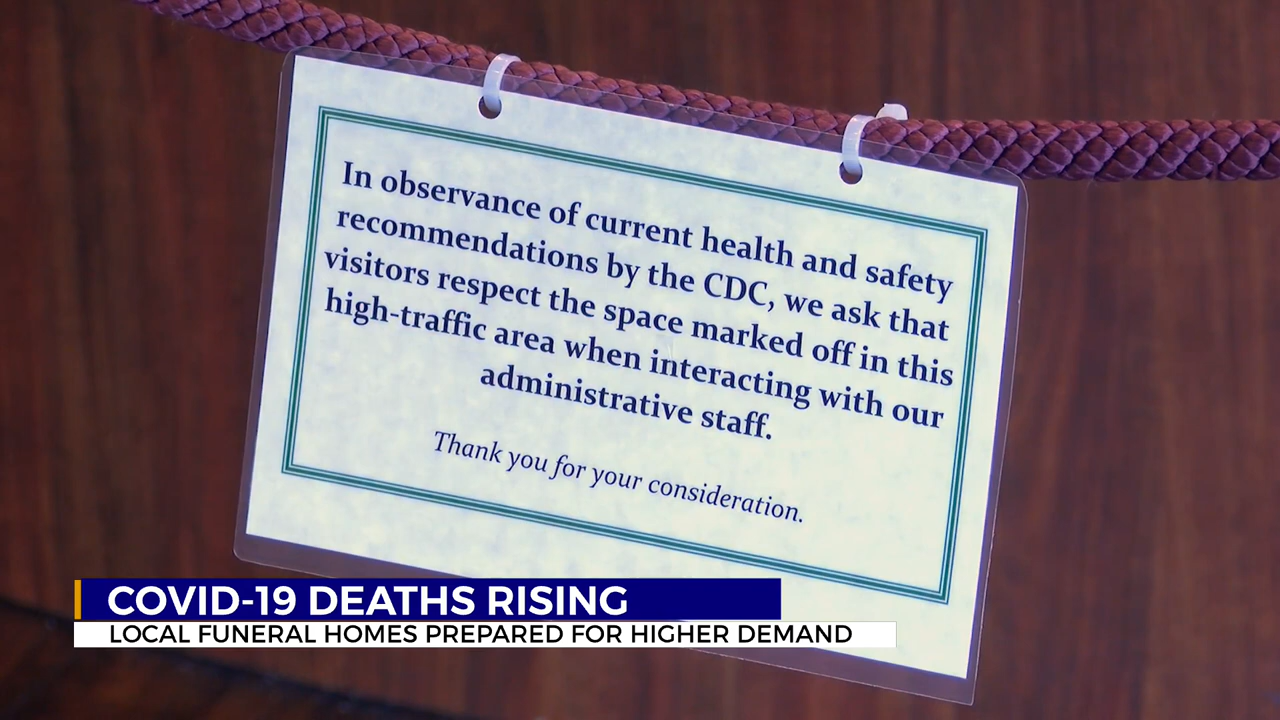 In observance of current health and safety
recommendations by the CDC, we ask that
visitors respect the space marked off in this
high-traffic area when interacting with our
administrative staff.
Thank you for your consideration.
COVID-19 DEATHS RISING
LOCAL FUNERAL HOMES PREPARED FOR HIGHER DEMAND